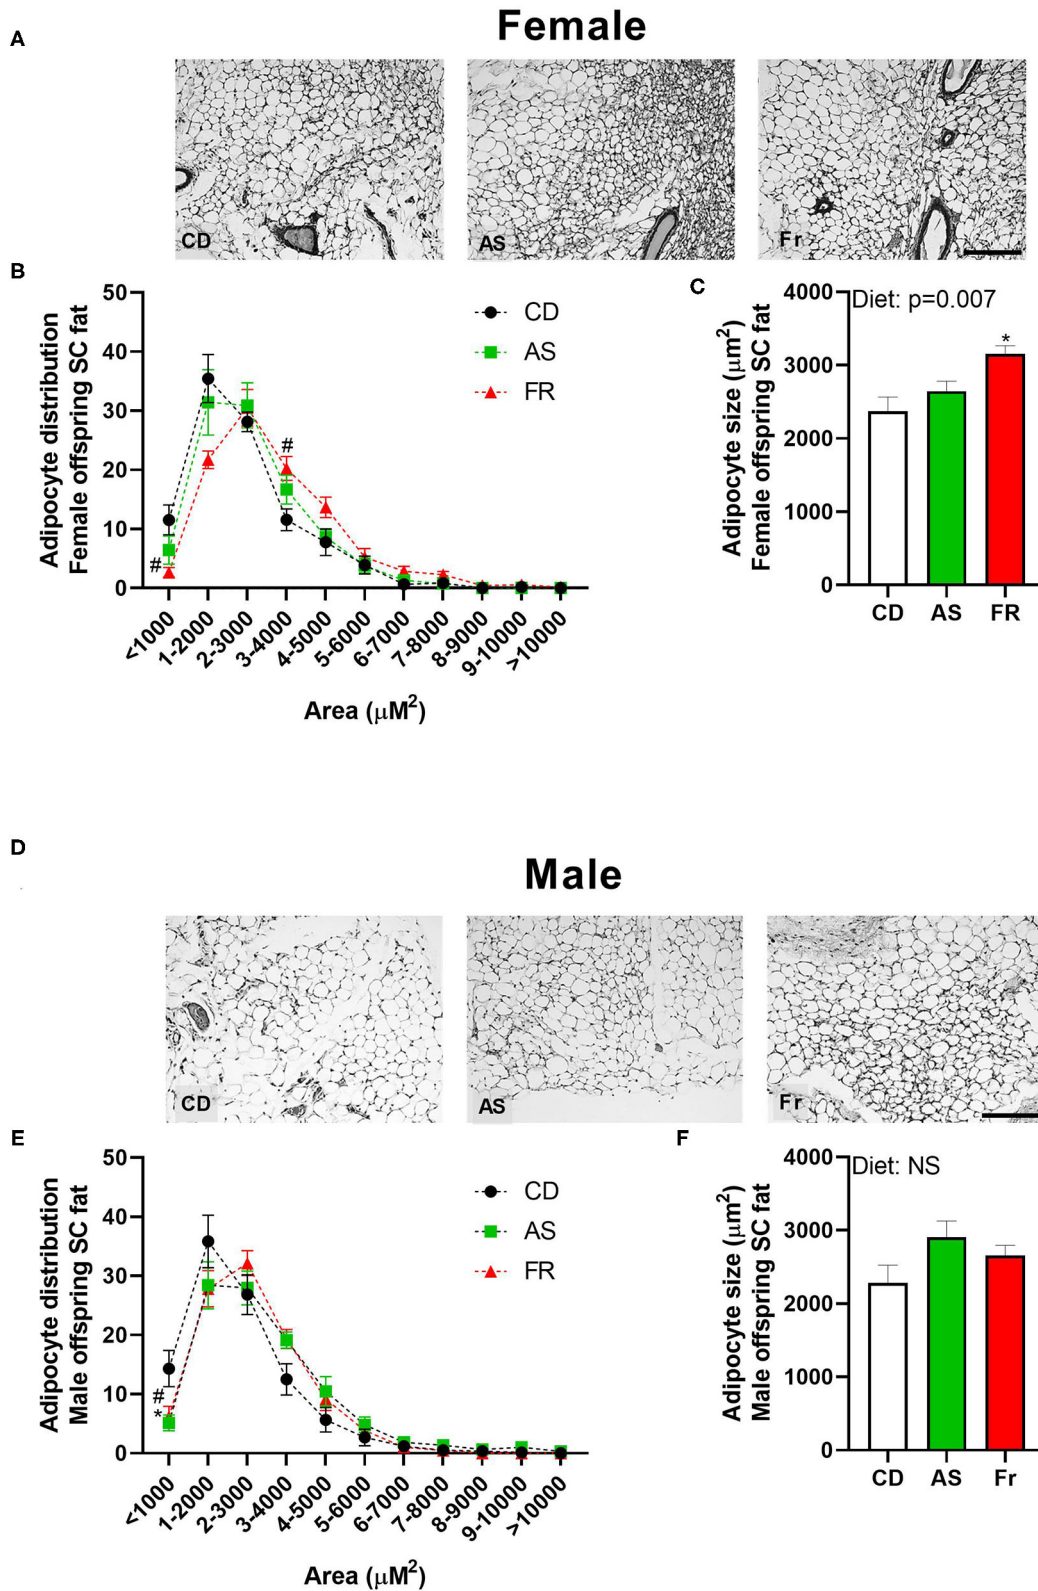 Female
A
CD
AS
Fr
B
50
40
30
20
10
0
Adipocyte distribution
Female offspring SC fat
CD
AS
FR
#
#
<1000
1-2000
2-3000
3-4000
4-5000
5-6000
6-7000
7-8000
8-9000
9-10000
>10000
Area (μM²)
C
4000
3000
2000
1000
0
Adipocyte size (μm²)
Female offspring SC fat
Diet: p=0.007
*
CD
AS
FR
D
Male
CD
AS
Fr
E
50
40
30
20
10
0
Adipocyte distribution
Male offspring SC fat
CD
AS
FR
#
*
<1000
1-2000
2-3000
3-4000
4-5000
5-6000
6-7000
7-8000
8-9000
9-10000
>10000
Area (μM²)
F
4000
3000
2000
1000
0
Adipocyte size (μm²)
Male offspring SC fat
Diet: NS
CD
AS
Fr